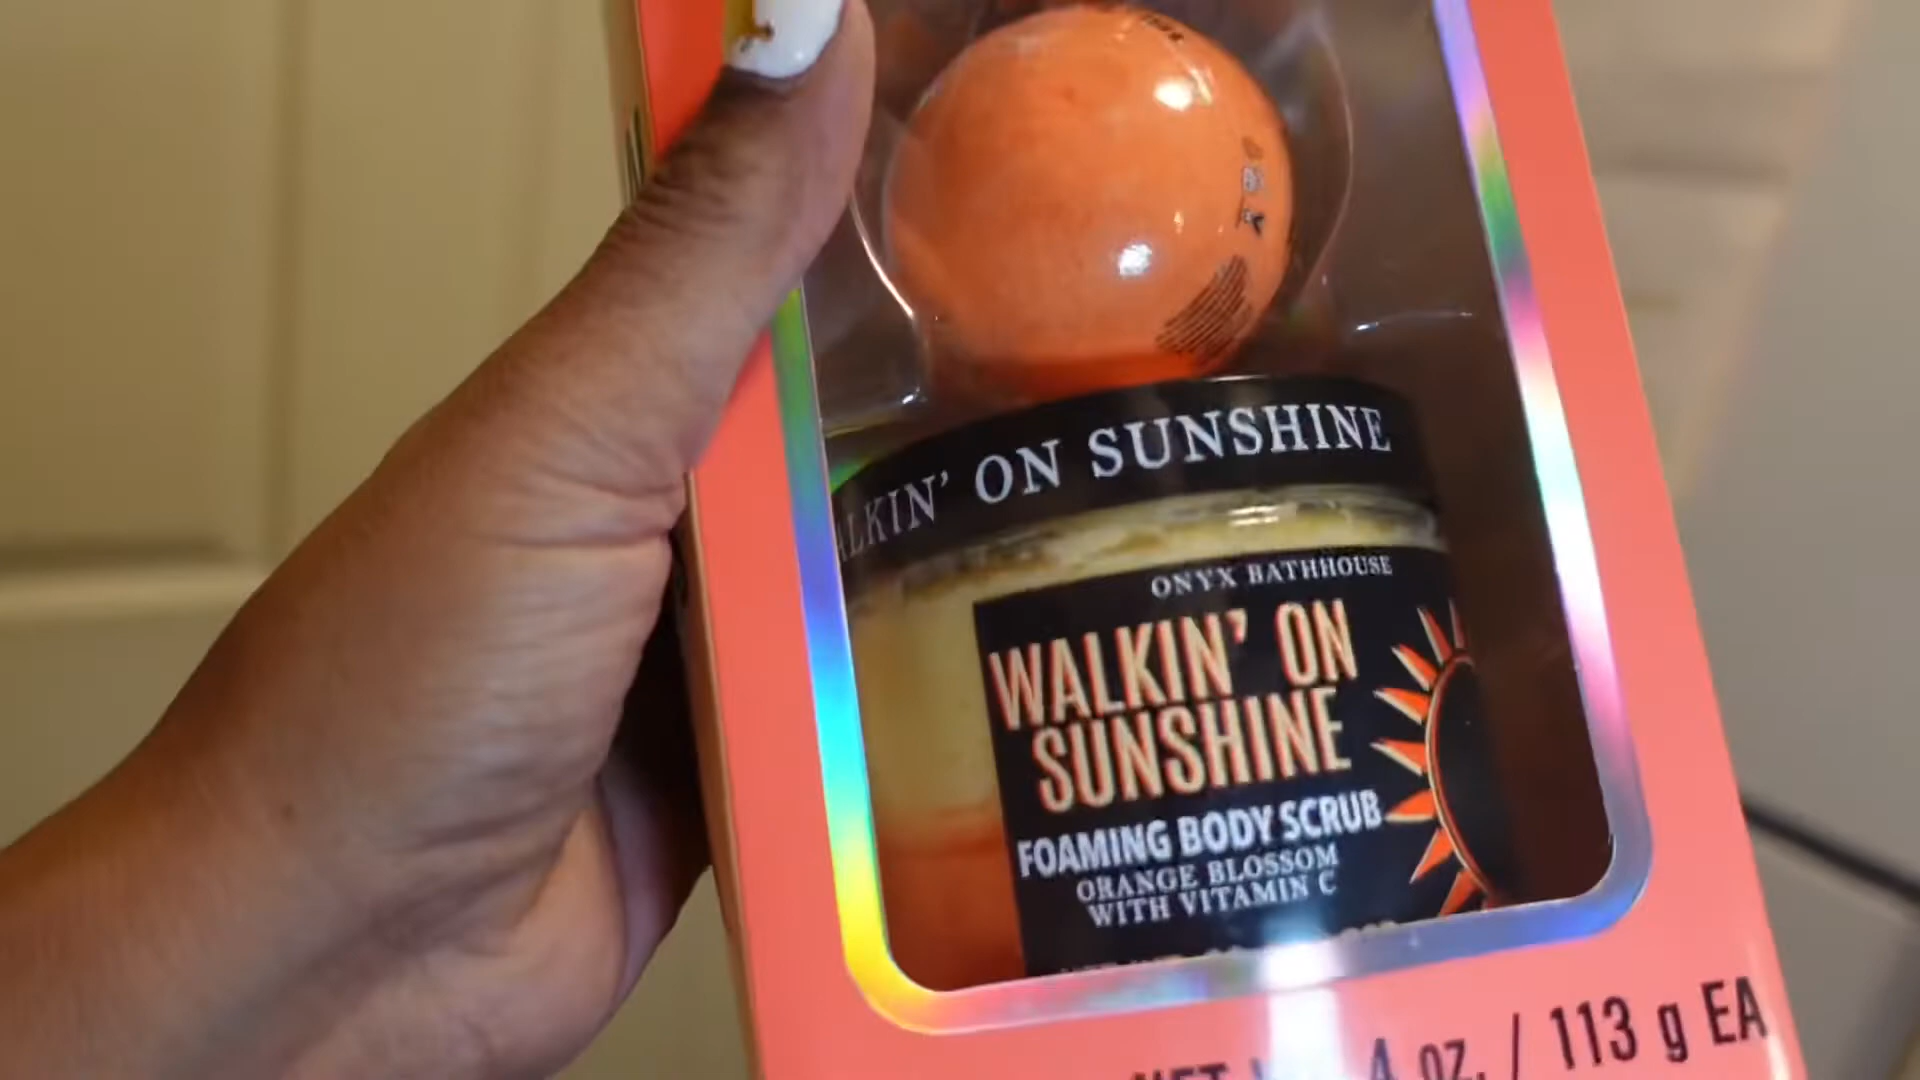 ALKIN' ON SUNSHINE
ONYX BATHHOUSE
WALKIN' ON
SUNSHINE
FOAMING BODY SCRUB
ORANGE BLOSSOM
WITH VITAMIN C
NET 4 oz. / 113 g EA